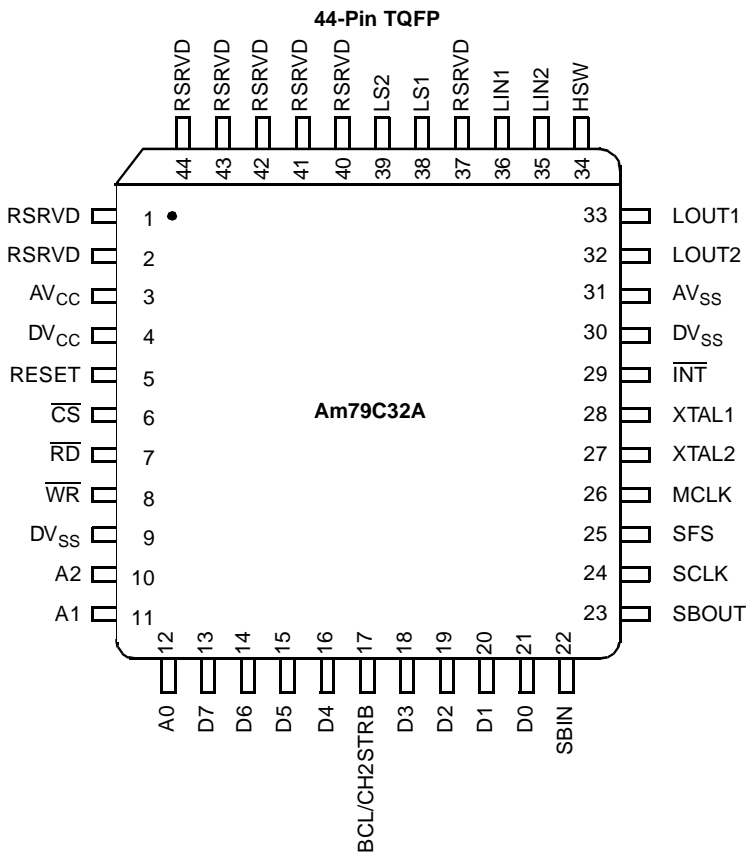 44-Pin TQFP
RSRVD
RSRVD
RSRVD
RSRVD
RSRVD
LS2
LS1
RSRVD
LIN1
LIN2
HSW
44
43
42
41
40
39
38
37
36
35
34
RSRVD 1 33 LOUT1
RSRVD 2 32 LOUT2
AVCC 3 31 AVSS
DVCC 4 30 DVSS
RESET 5 29 I̅N̅T̅
C̅S̅ 6 28 XTAL1
Am79C32A
R̅D̅ 7 27 XTAL2
W̅R̅ 8 26 MCLK
DVSS 9 25 SFS
A2 10 24 SCLK
A1 11 23 SBOUT
12
13
14
15
16
17
18
19
20
21
22
A0
D7
D6
D5
D4
BCL/CH2STRB
D3
D2
D1
D0
SBIN